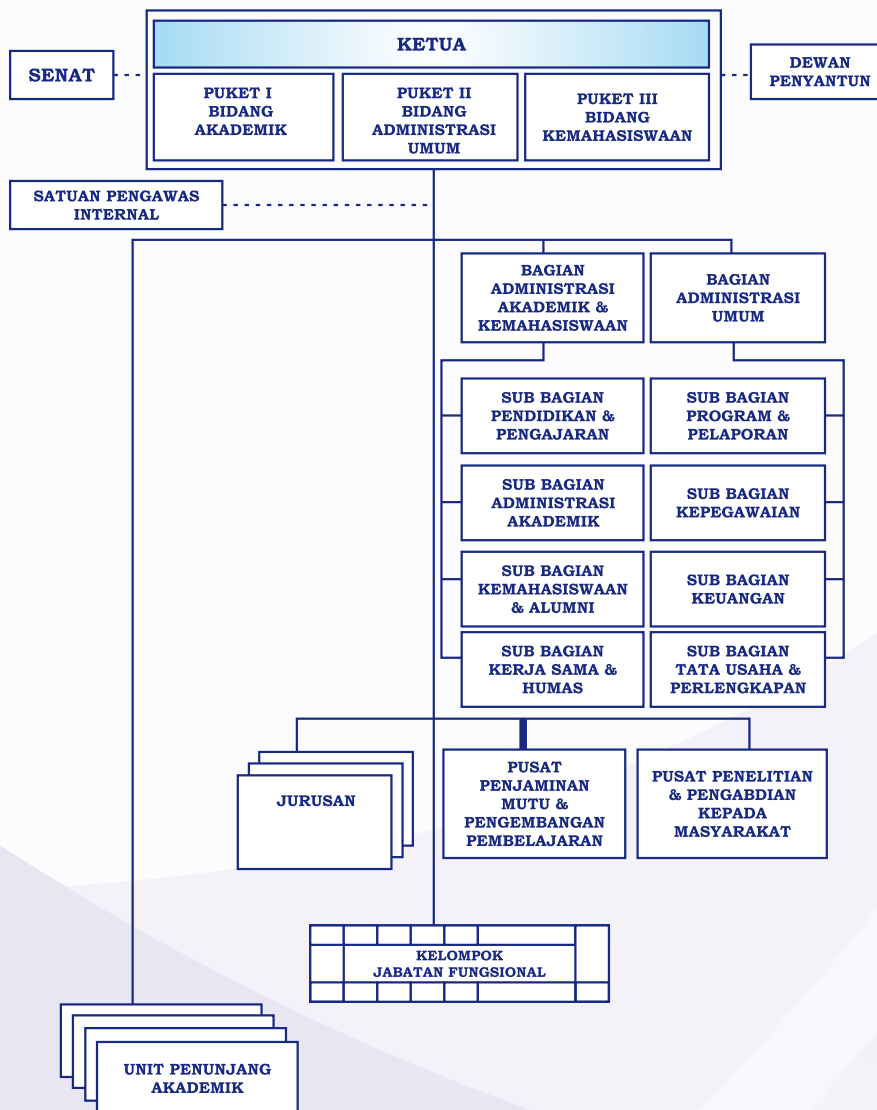 KETUA
SENAT
PUKET I
BIDANG
AKADEMIK
PUKET II
BIDANG
ADMINISTRASI
UMUM
PUKET III
BIDANG
KEMAHASISWAAN
DEWAN
PENYANTUN
SATUAN PENGAWAS
INTERNAL
BAGIAN
ADMINISTRASI
AKADEMIK &
KEMAHASISWAAN
BAGIAN
ADMINISTRASI
UMUM
SUB BAGIAN
PENDIDIKAN &
PENGAJARAN
SUB BAGIAN
PROGRAM &
PELAPORAN
SUB BAGIAN
ADMINISTRASI
AKADEMIK
SUB BAGIAN
KEPEGAWAIAN
SUB BAGIAN
KEMAHASISWAAN
& ALUMNI
SUB BAGIAN
KEUANGAN
SUB BAGIAN
KERJA SAMA &
HUMAS
SUB BAGIAN
TATA USAHA &
PERLENGKAPAN
JURUSAN
PUSAT
PENJAMINAN
MUTU &
PENGEMBANGAN
PEMBELAJARAN
PUSAT PENELITIAN
& PENGABDIAN
KEPADA
MASYARAKAT
KELOMPOK
JABATAN FUNGSIONAL
UNIT PENUNJANG
AKADEMIK